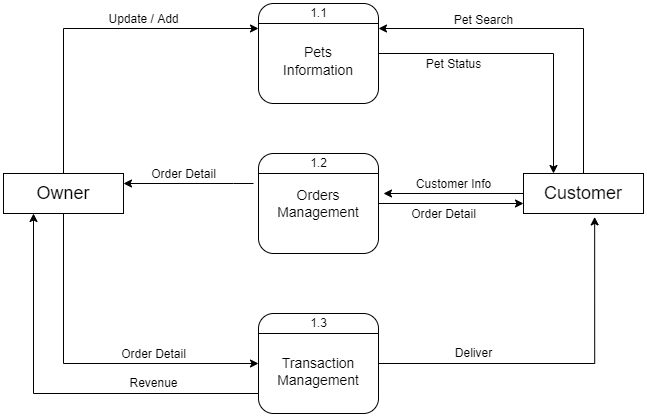 Update / Add
1.1
Pet Search
Pets
Information
Pet Status
1.2
Order Detail
Customer Info
Owner
Orders
Management
Customer
Order Detail
1.3
Order Detail
Transaction
Management
Deliver
Revenue